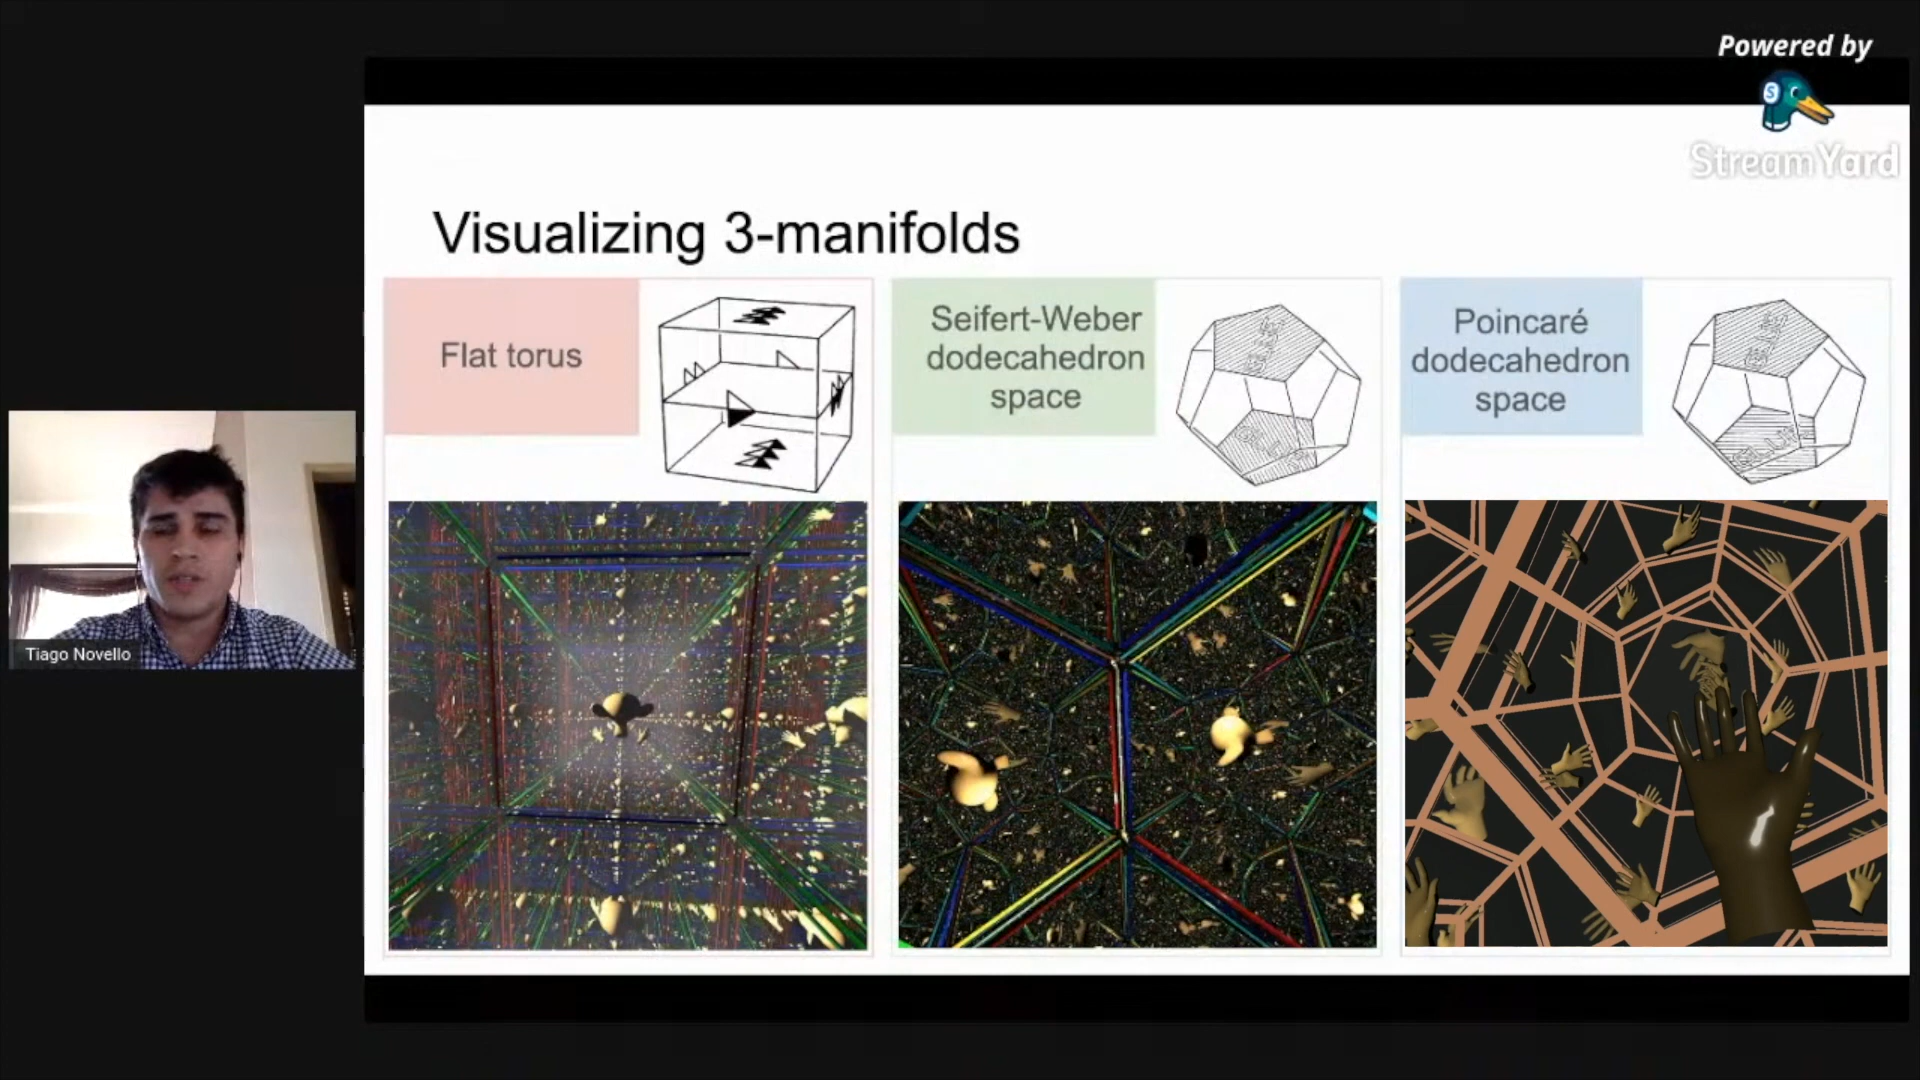 Powered by
StreamYard
Visualizing 3-manifolds
Flat torus
Seifert-Weber
dodecahedron
space
Poincaré
dodecahedron
space
Tiago Novello